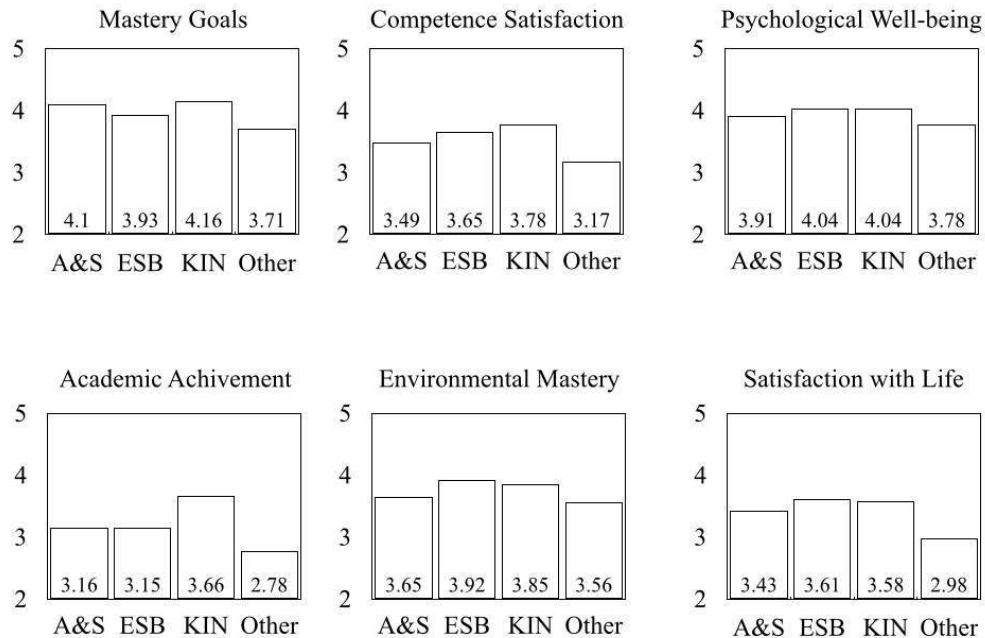 Mastery Goals
5
4
3
2
4.1 3.93 4.16 3.71
A&S ESB KIN Other
Competence Satisfaction
5
4
3
2
3.49 3.65 3.78 3.17
A&S ESB KIN Other
Psychological Well-being
5
4
3
2
3.91 4.04 4.04 3.78
A&S ESB KIN Other
Academic Achivement
5
4
3
2
3.16 3.15 3.66 2.78
A&S ESB KIN Other
Environmental Mastery
5
4
3
2
3.65 3.92 3.85 3.56
A&S ESB KIN Other
Satisfaction with Life
5
4
3
2
3.43 3.61 3.58 2.98
A&S ESB KIN Other